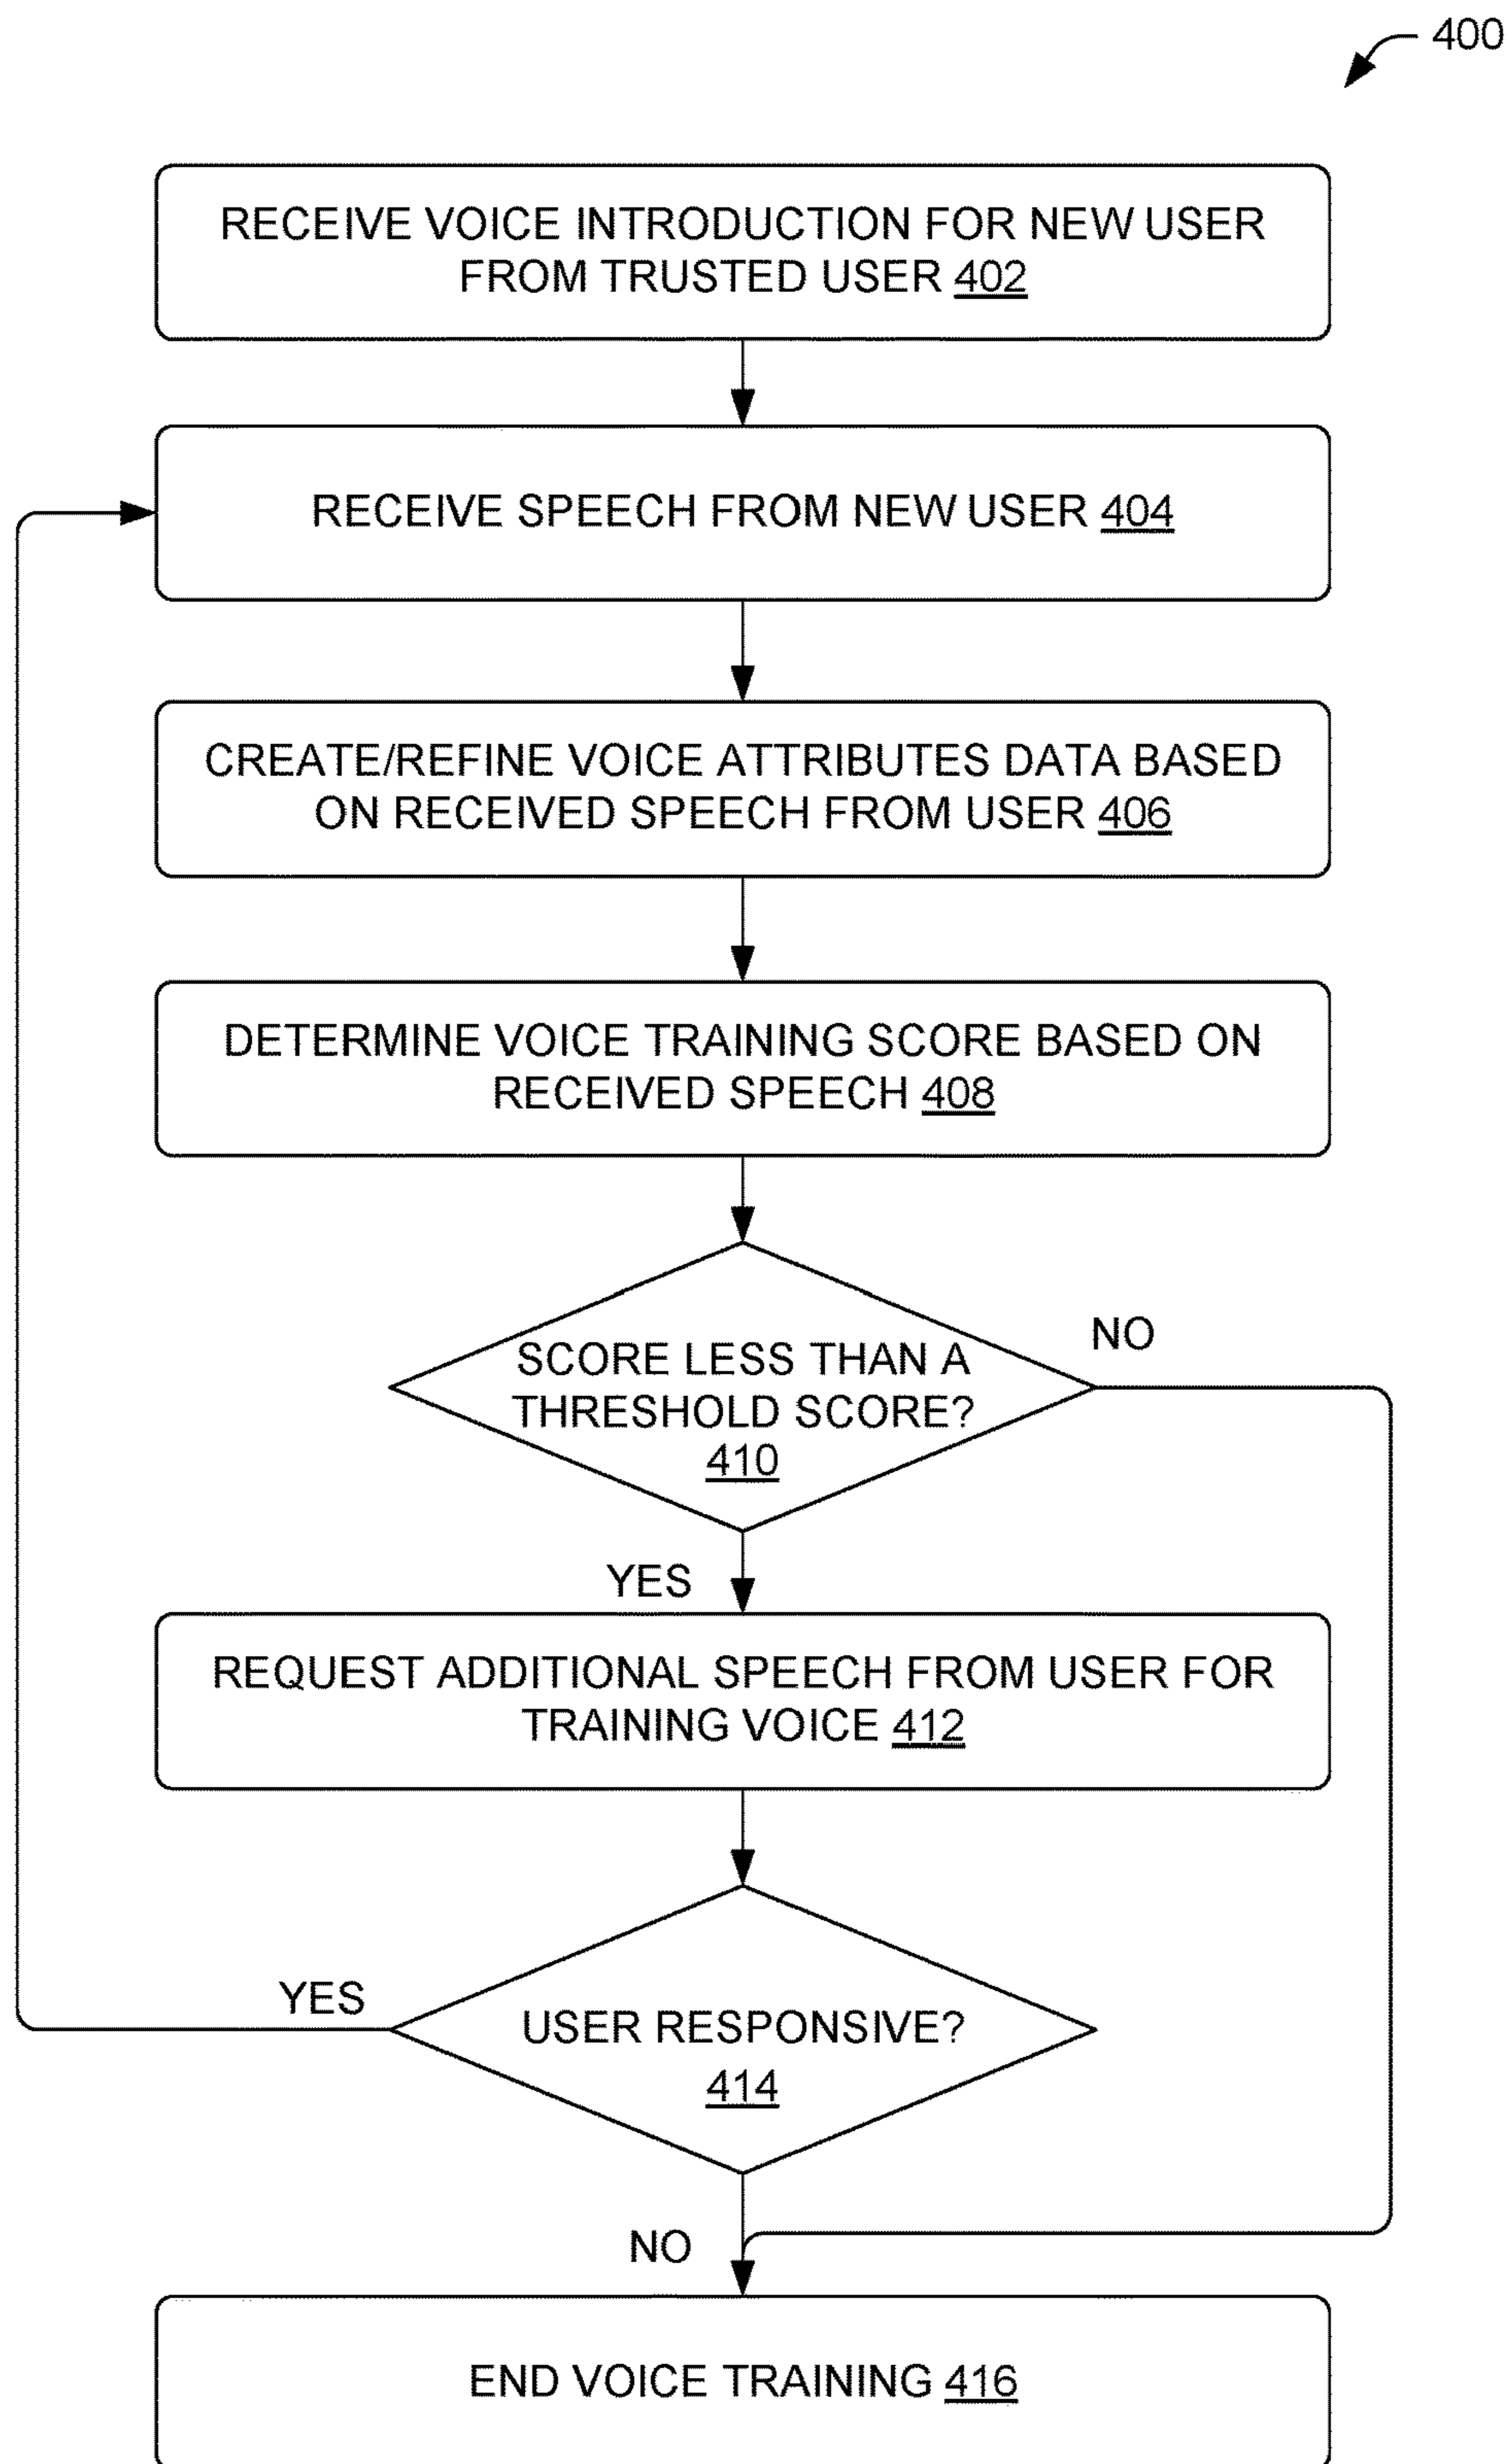 400
RECEIVE VOICE INTRODUCTION FOR NEW USER
FROM TRUSTED USER 402
RECEIVE SPEECH FROM NEW USER 404
CREATE/REFINE VOICE ATTRIBUTES DATA BASED
ON RECEIVED SPEECH FROM USER 406
DETERMINE VOICE TRAINING SCORE BASED ON
RECEIVED SPEECH 408
SCORE LESS THAN A
THRESHOLD SCORE?
410
NO
YES
REQUEST ADDITIONAL SPEECH FROM USER FOR
TRAINING VOICE 412
YES
USER RESPONSIVE?
414
NO
END VOICE TRAINING 416